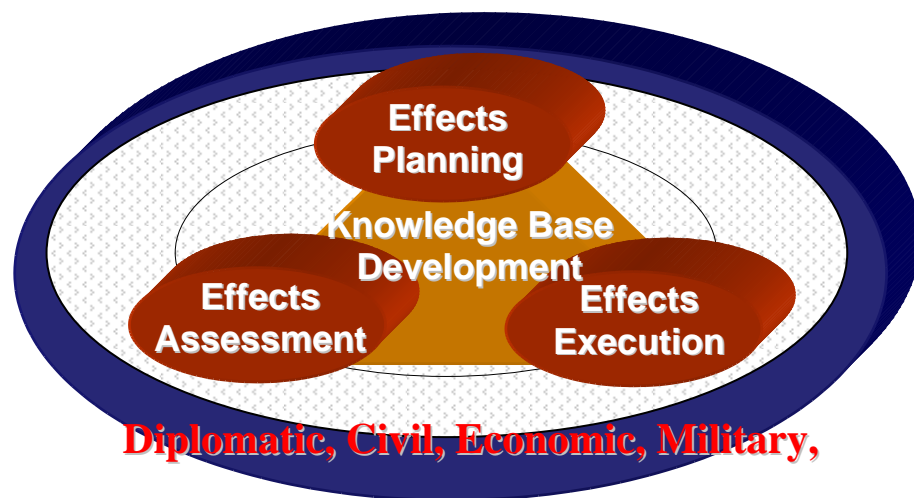 Effects
Planning
Knowledge Base
Development
Effects
Assessment
Effects
Execution
Diplomatic, Civil, Economic, Military,